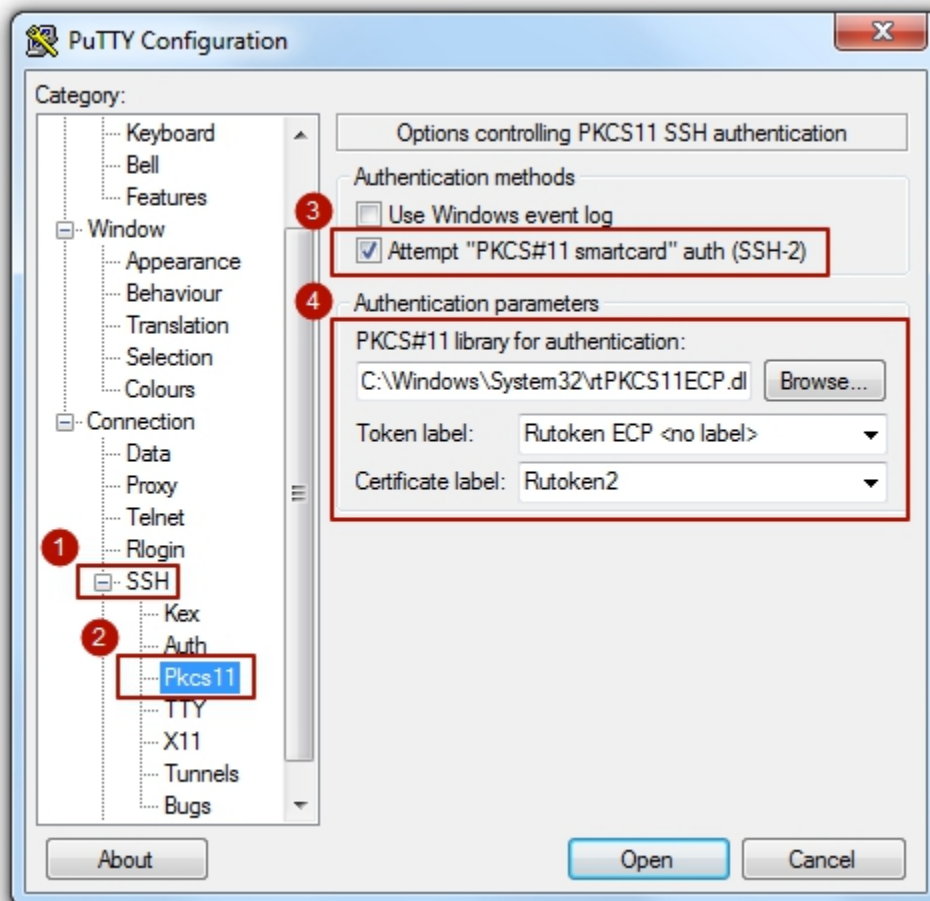 PuTTY Configuration
Category:
Keyboard
Bell
Features
Window
Appearance
Behaviour
Translation
Selection
Colours
Connection
Data
Proxy
Telnet
Rlogin
1
SSH
Kex
2
Auth
Pkcs11
TTY
X11
Tunnels
Bugs
Options controlling PKCS11 SSH authentication
Authentication methods
3
Use Windows event log
Attempt "PKCS#11 smartcard" auth (SSH-2)
4
Authentication parameters
PKCS#11 library for authentication:
C:\Windows\System32\rtPKCS11ECP.dl Browse...
Token label: Rutoken ECP <no label>
Certificate label: Rutoken2
About Open Cancel